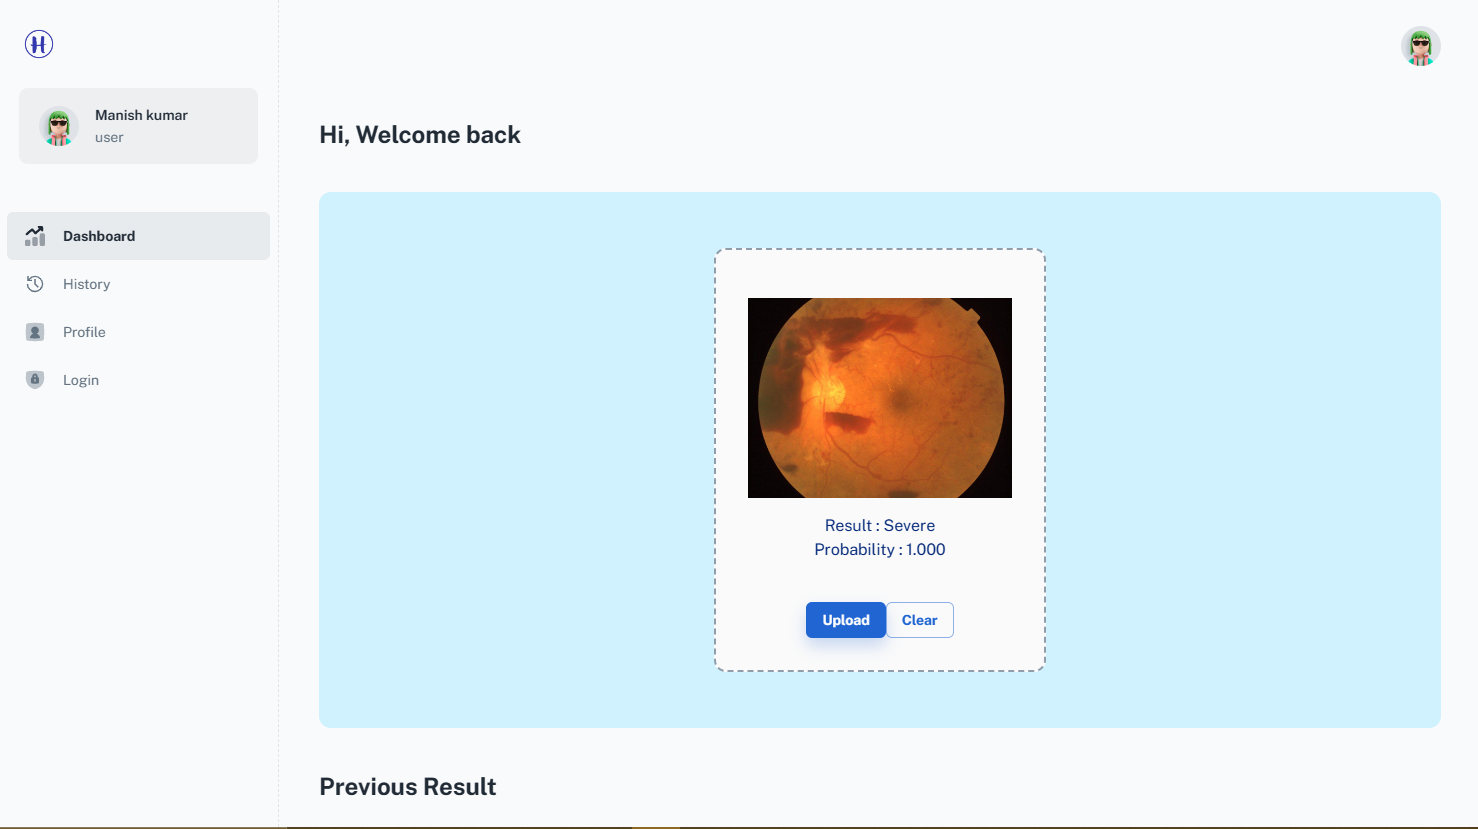 H
Manish kumar
user
Dashboard
History
Profile
Login
Hi, Welcome back
Result : Severe
Probability : 1.000
Upload
Clear
Previous Result